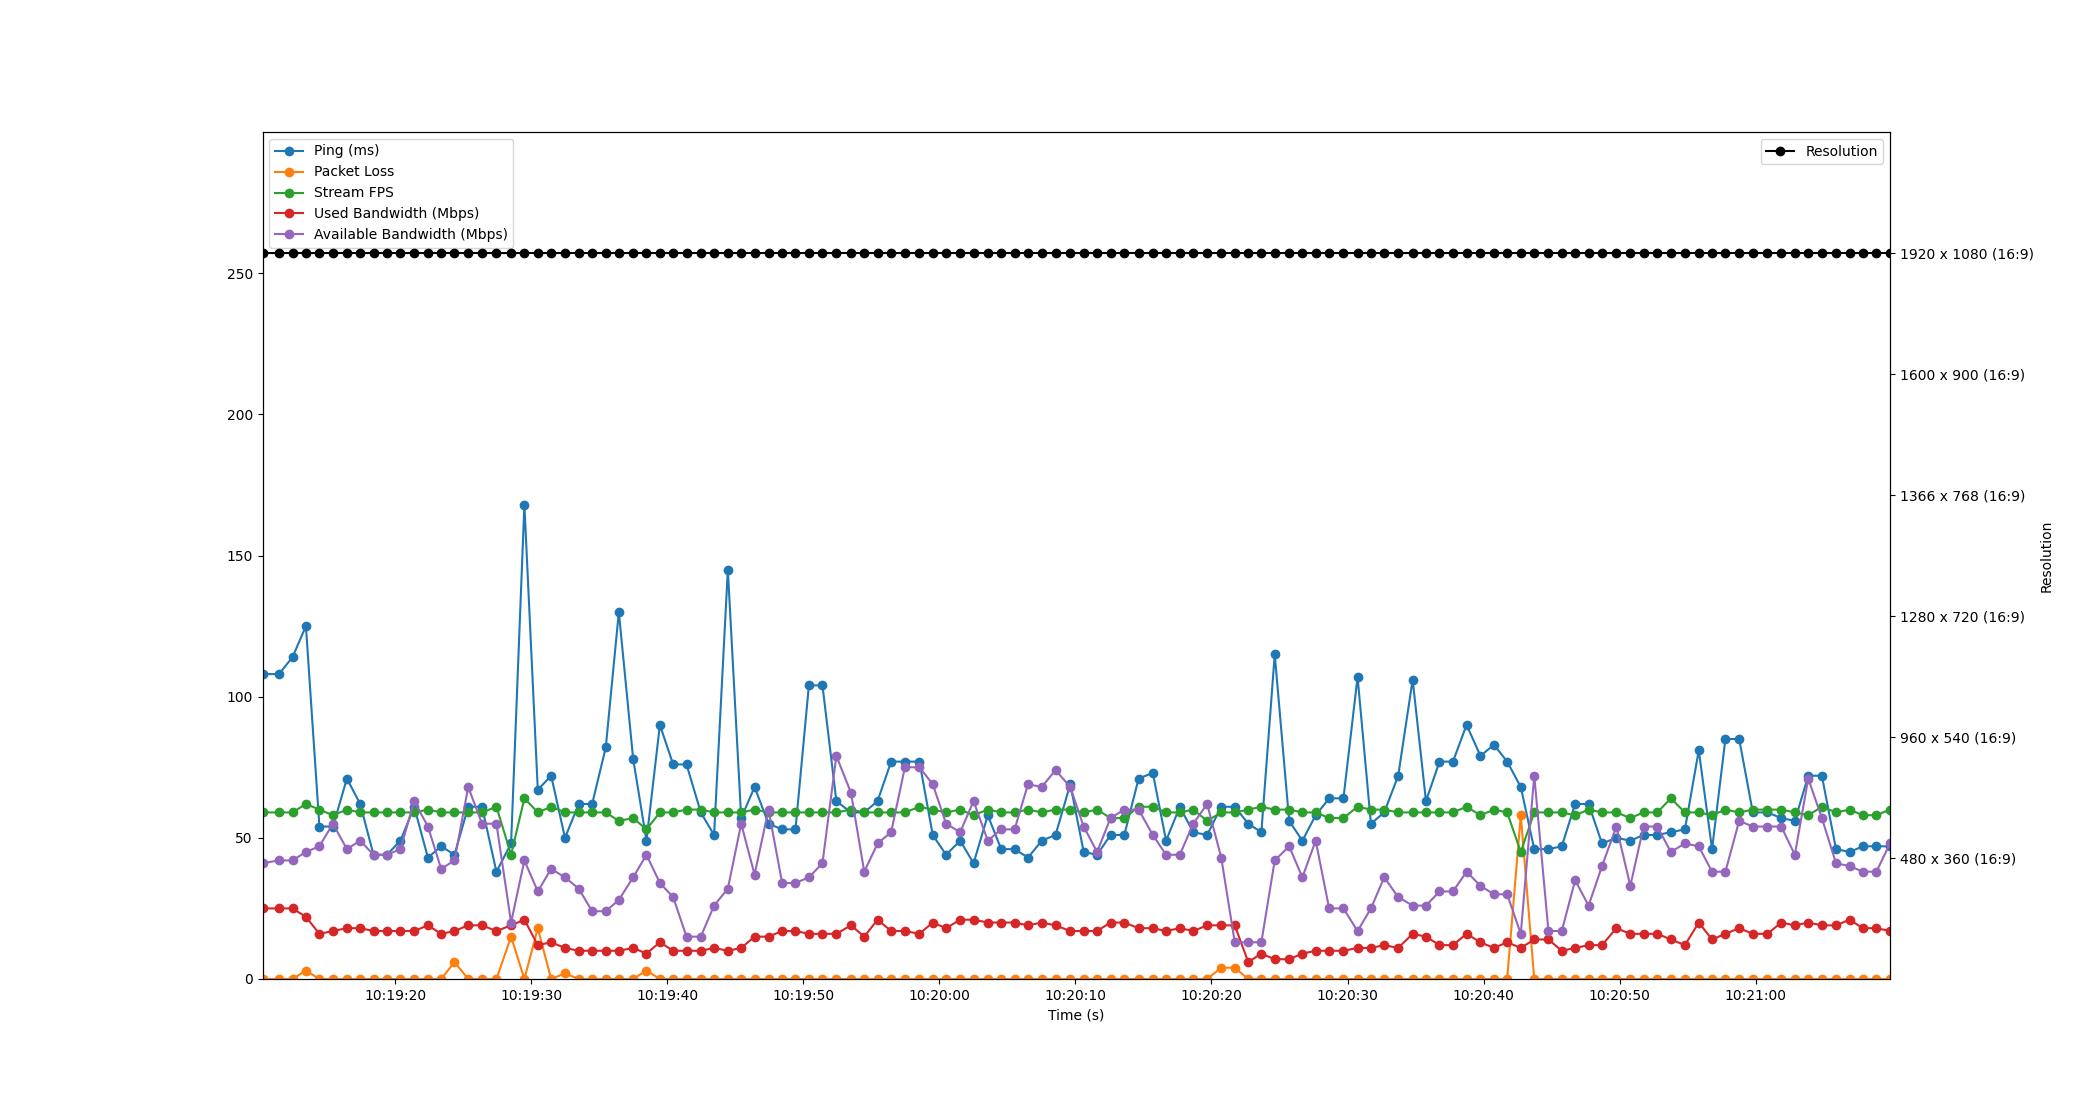 Ping (ms)
Packet Loss
Stream FPS
Used Bandwidth (Mbps)
Available Bandwidth (Mbps)
Resolution
250
200
150
100
50
0
1920 x 1080 (16:9)
1600 x 900 (16:9)
1366 x 768 (16:9)
1280 x 720 (16:9)
960 x 540 (16:9)
480 x 360 (16:9)
Resolution
10:19:20 10:19:30 10:19:40 10:19:50 10:20:00 10:20:10 10:20:20 10:20:30 10:20:40 10:20:50 10:21:00
Time (s)